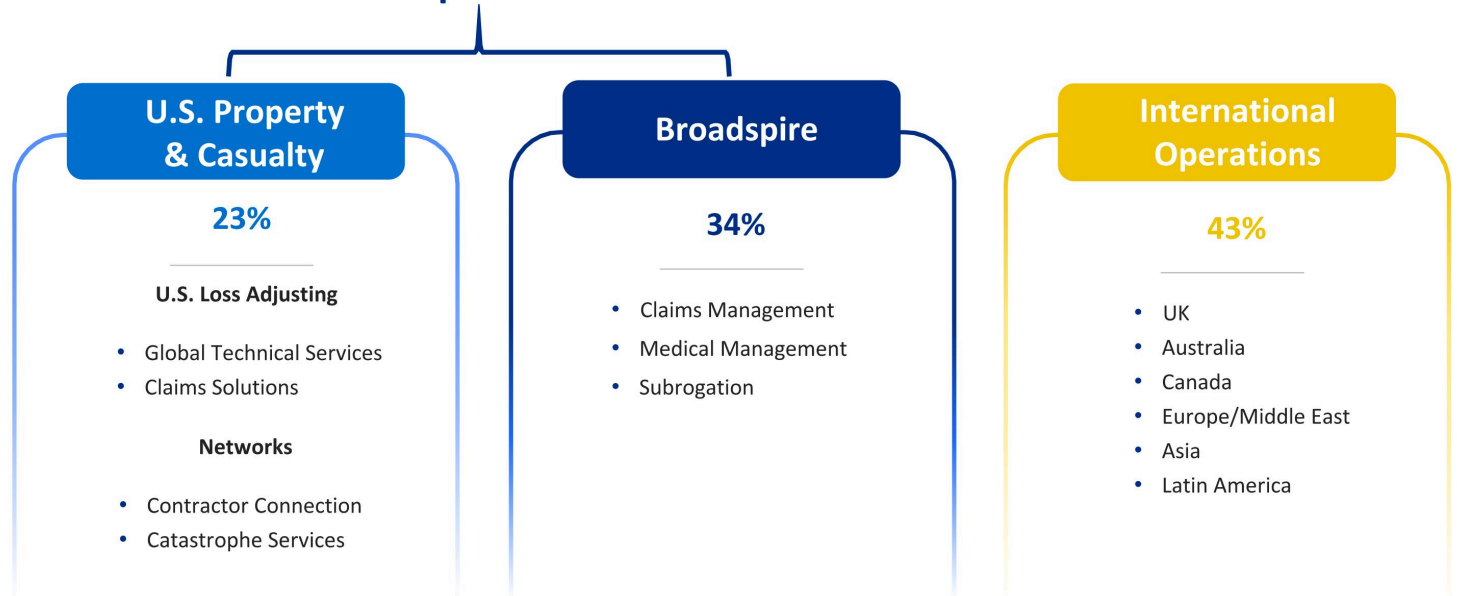 U.S. Property
& Casualty
23%
U.S. Loss Adjusting
• Global Technical Services
• Claims Solutions
Networks
• Contractor Connection
• Catastrophe Services
Broadspire
34%
• Claims Management
• Medical Management
• Subrogation
International
Operations
43%
• UK
• Australia
• Canada
• Europe/Middle East
• Asia
• Latin America